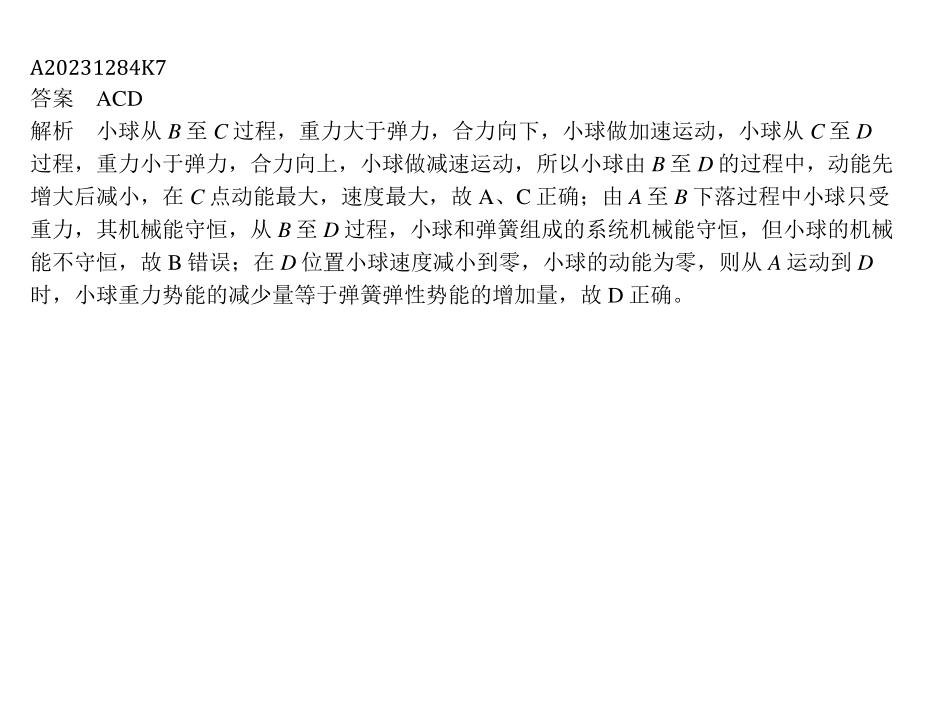 A20231284K7
答案 ACD
解析 小球从 B 至 C 过程，重力大于弹力，合力向下，小球做加速运动，小球从 C 至 D
过程，重力小于弹力，合力向上，小球做减速运动，所以小球由 B 至 D 的过程中，动能先
增大后减小，在 C 点动能最大，速度最大，故 A、C 正确；由 A 至 B 下落过程中小球只受
重力，其机械能守恒，从 B 至 D 过程，小球和弹簧组成的系统机械能守恒，但小球的机械
能不守恒，故 B 错误；在 D 位置小球速度减小到零，小球的动能为零，则从 A 运动到 D
时，小球重力势能的减少量等于弹簧弹性势能的增加量，故 D 正确。